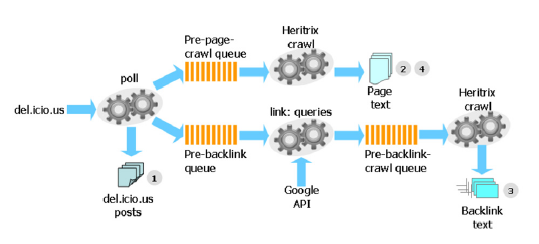 Pre-page-
crawl queue
Heritrix
crawl
poll
2 4
Page
text
Heritrix
crawl
del.icio.us
link: queries
Pre-backlink
queue
Pre-backlink-
crawl queue
1
del.icio.us
posts
Google
API
3
Backlink
text